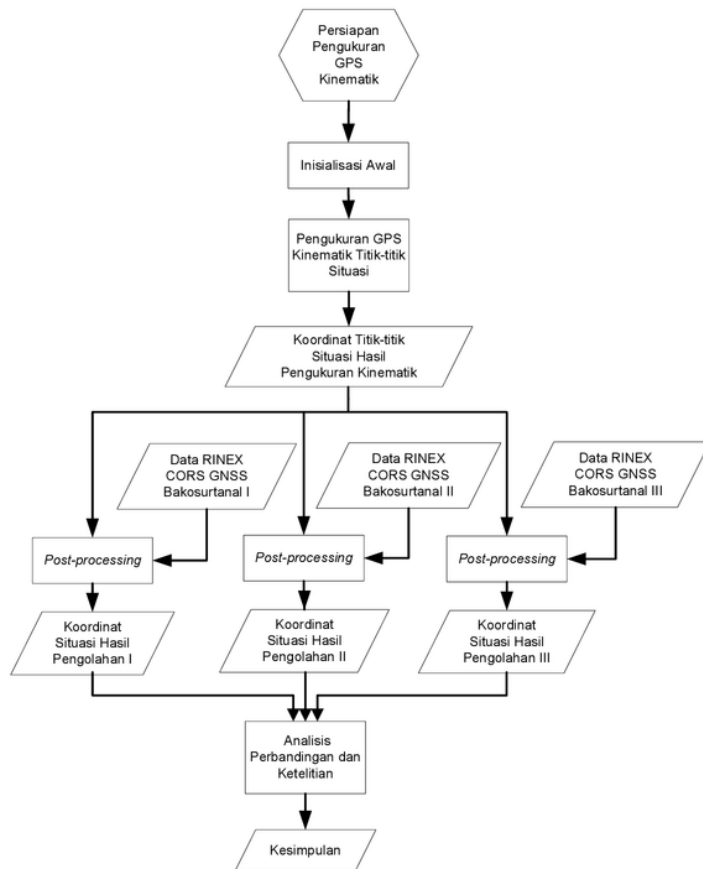 Persiapan
Pengukuran
GPS
Kinematik
Inisialisasi Awal
Pengukuran GPS
Kinematik Titik-titik
Situasi
Koordinat Titik-titik
Situasi Hasil
Pengukuran Kinematik
Data RINEX
CORS GNSS
Bakosurtanal I
Data RINEX
CORS GNSS
Bakosurtanal II
Data RINEX
CORS GNSS
Bakosurtanal III
Post-processing
Post-processing
Post-processing
Koordinat
Situasi Hasil
Pengolahan I
Koordinat
Situasi Hasil
Pengolahan II
Koordinat
Situasi Hasil
Pengolahan III
Analisis
Perbandingan dan
Ketelitian
Kesimpulan